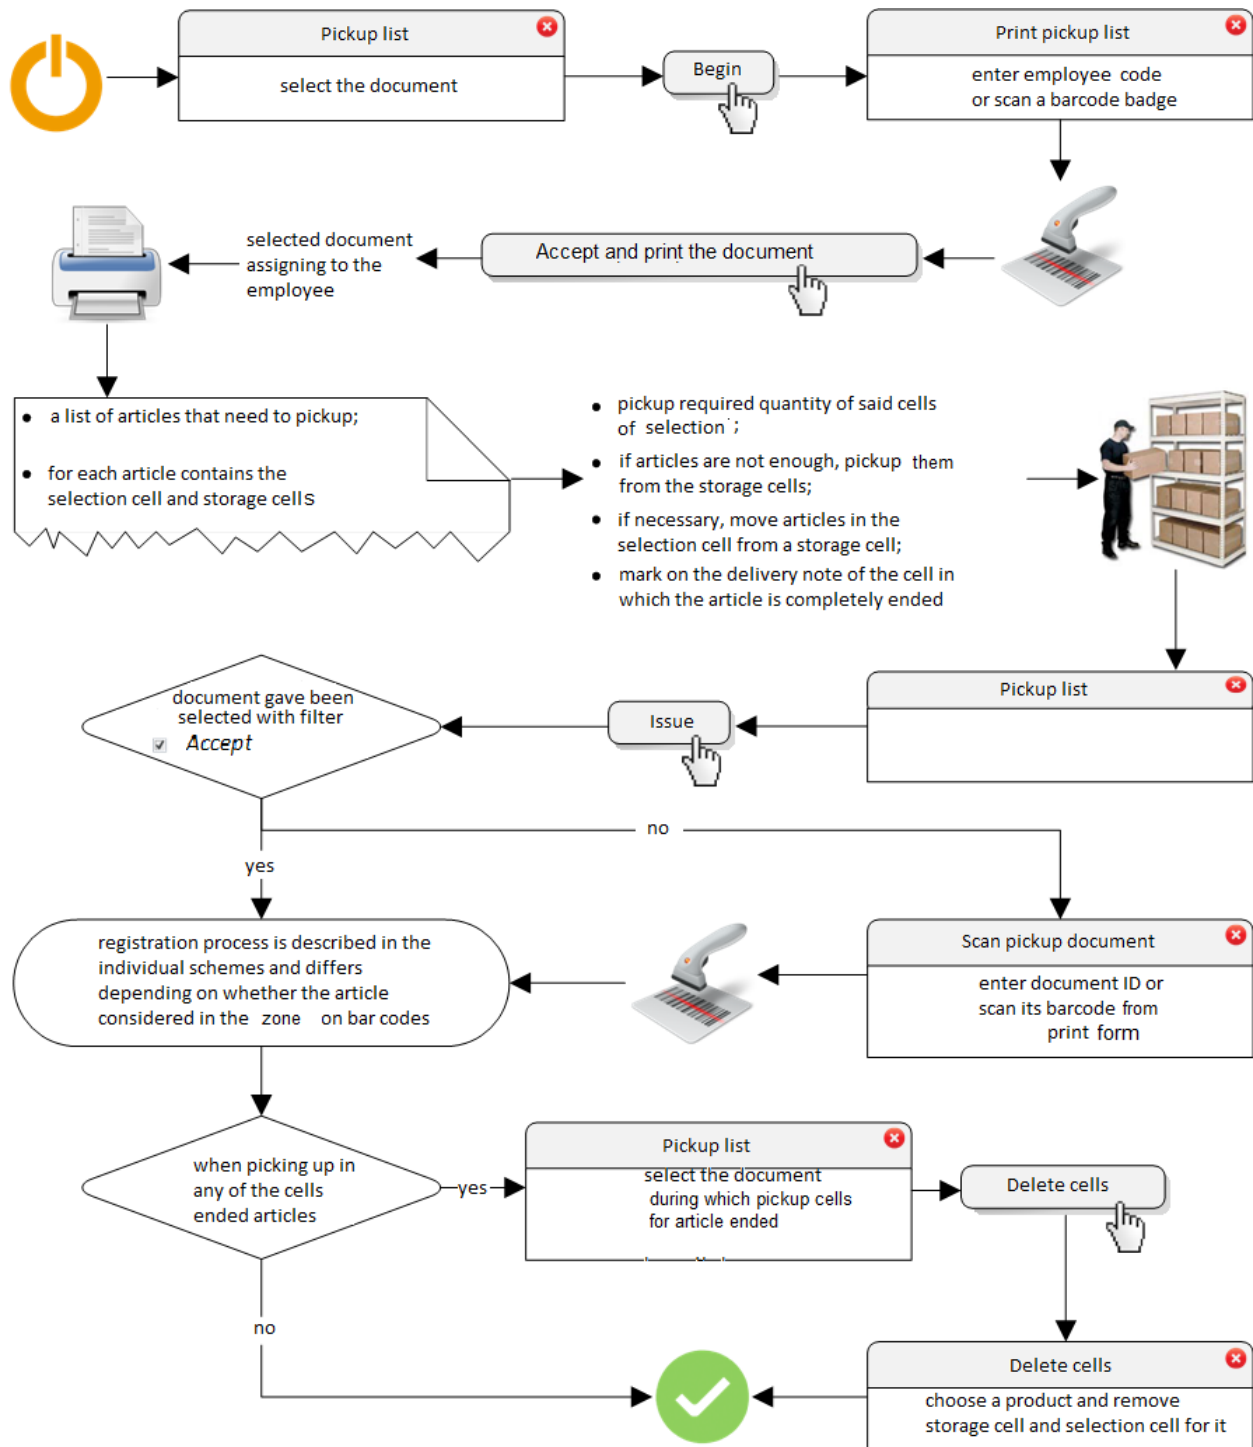 Pickup list
select the document
Begin
Print pickup list
enter employee code
or scan a barcode badge
Accept and print the document
selected document
assigning to the
employee
a list of articles that need to pickup;
for each article contains the
selection cell and storage cells
pickup required quantity of said cells
of selection ;
if articles are not enough, pickup them
from the storage cells;
if necessary, move articles in the
selection cell from a storage cell;
mark on the delivery note of the cell in
which the article is completely ended
Pickup list
Issue
document gave been
selected with filter
Accept
no
yes
Scan pickup document
enter document ID or
scan its barcode from
print form
registration process is described in the
individual schemes and differs
depending on whether the article
considered in the zone on bar codes
when picking up in
any of the cells
ended articles
yes
Pickup list
select the document
during which pickup cells
for article ended
Delete cells
no
Delete cells
choose a product and remove
storage cell and selection cell for it